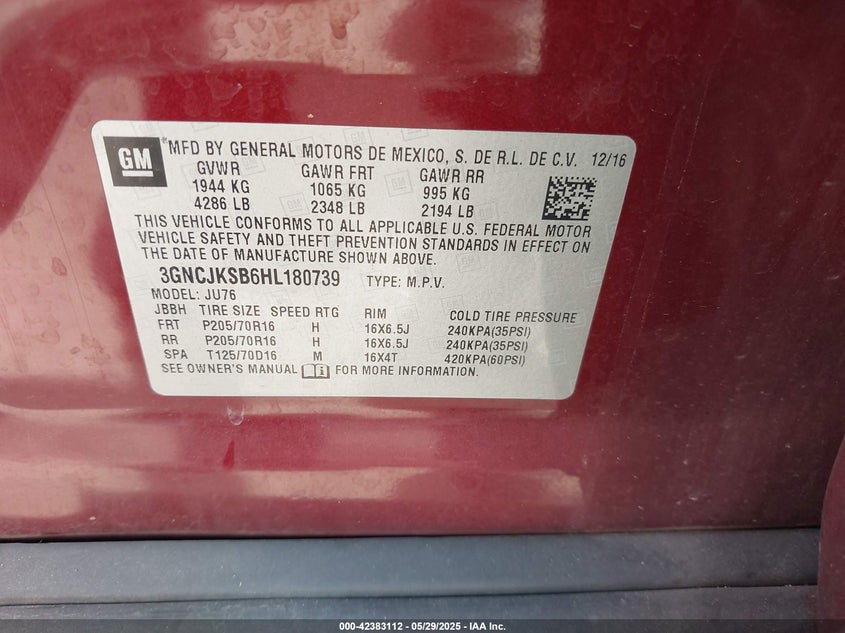 GM MFD BY GENERAL MOTORS DE MEXICO, S. DE R.L. DE C.V. 12/16
GVWR GAWR FRT GAWR RR
1944 KG 1065 KG 995 KG
4286 LB 2348 LB 2194 LB
THIS VEHICLE CONFORMS TO ALL APPLICABLE U.S. FEDERAL MOTOR
VEHICLE SAFETY AND THEFT PREVENTION STANDARDS IN EFFECT ON
THE DATE OF MANUFACTURE SHOWN ABOVE.
3GNCJKSB6HL180739 TYPE: M.P.V.
MODEL: JU76
JBBH TIRE SIZE SPEED RTG RIM COLD TIRE PRESSURE
FRT P205/70R16 H 16X6.5J 240KPA(35PSI)
RR P205/70R16 H 16X6.5J 240KPA(35PSI)
SPA T125/70D16 M 16X4T 420KPA(60PSI)
SEE OWNER'S MANUAL FOR MORE INFORMATION.
000-42383112 - 05/29/2025 - IAA Inc.